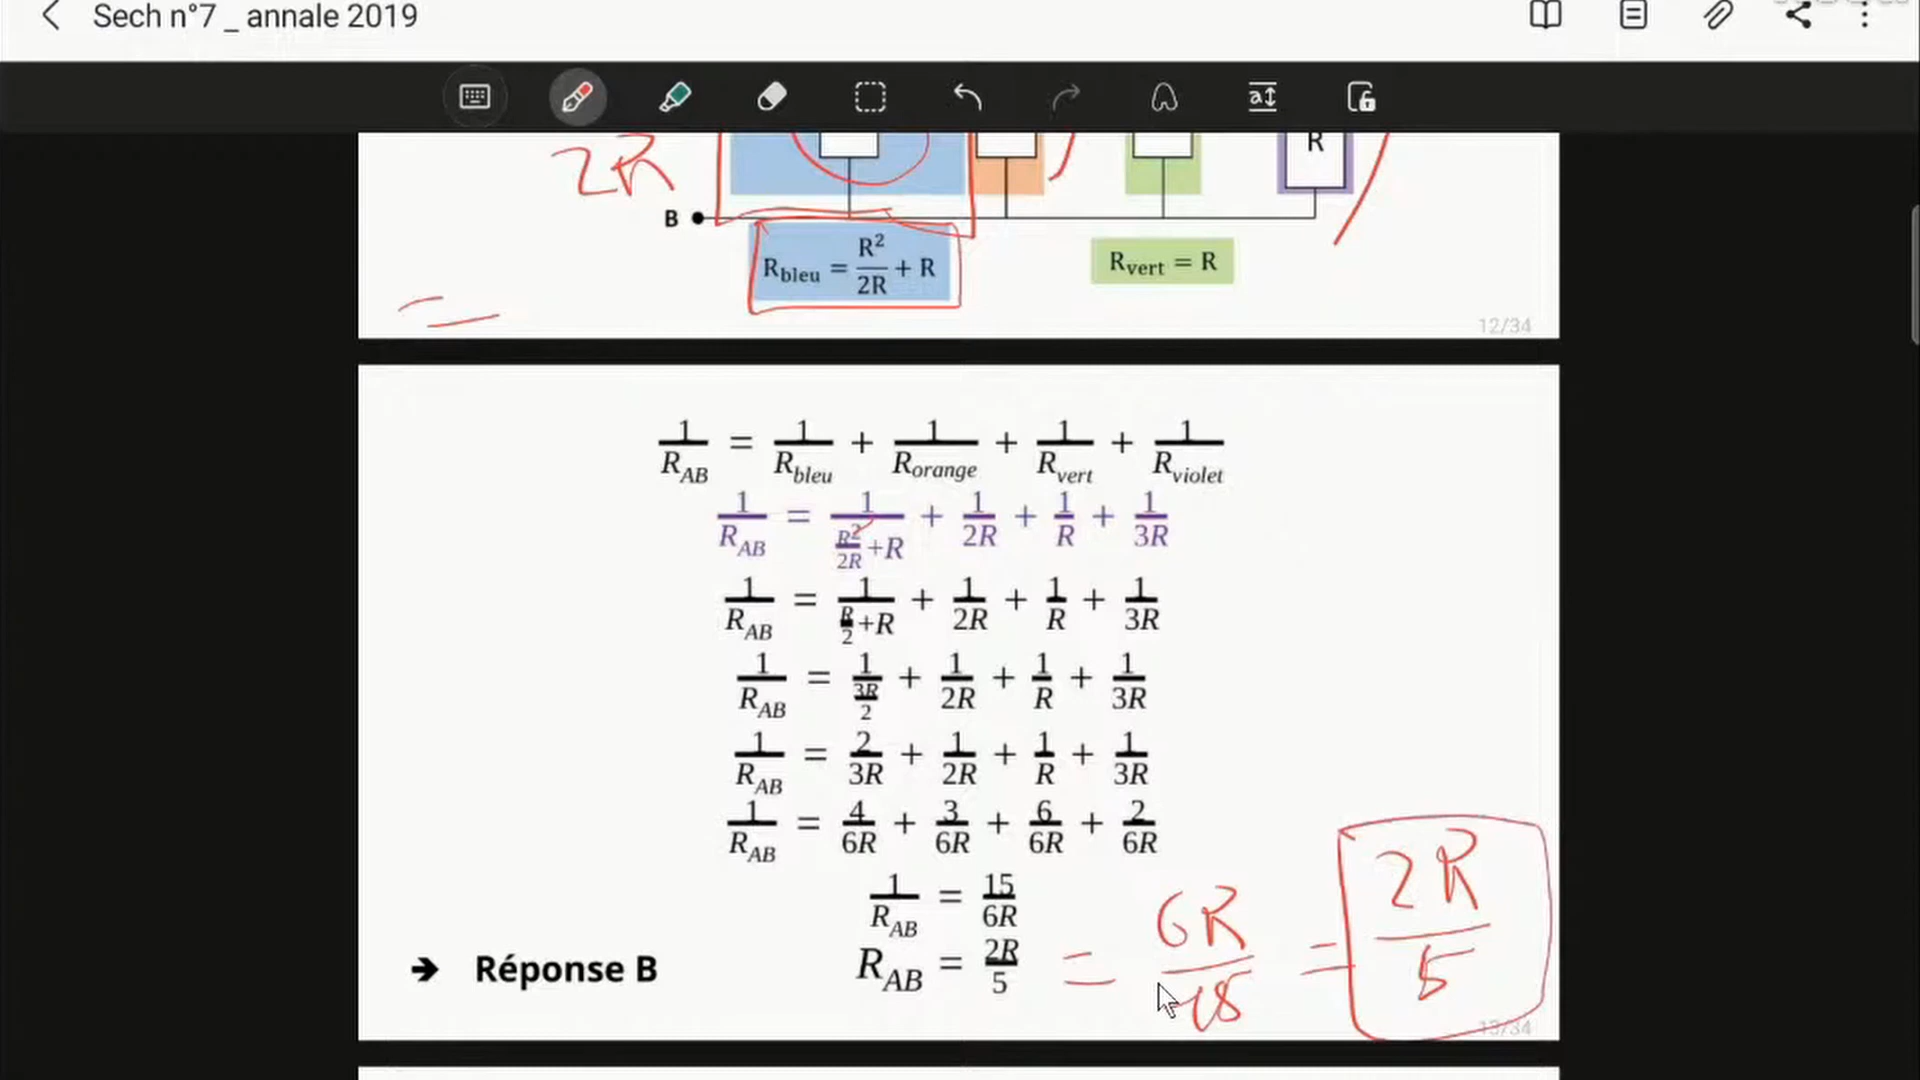 Sech n°7 _ annale 2019
2R
R
B
R_bleu = R²/2R + R
R_vert = R
=
12/34
1/R_AB = 1/R_bleu + 1/R_orange + 1/R_vert + 1/R_violet
1/R_AB = 1/(R²/2R + R) + 1/2R + 1/R + 1/3R
1/R_AB = 1/(R/2 + R) + 1/2R + 1/R + 1/3R
1/R_AB = 1/(3R/2) + 1/2R + 1/R + 1/3R
1/R_AB = 2/3R + 1/2R + 1/R + 1/3R
1/R_AB = 4/6R + 3/6R + 6/6R + 2/6R
1/R_AB = 15/6R
➔ Réponse B
R_AB = 2R/5 = 6R/15 = 2R/5
13/34